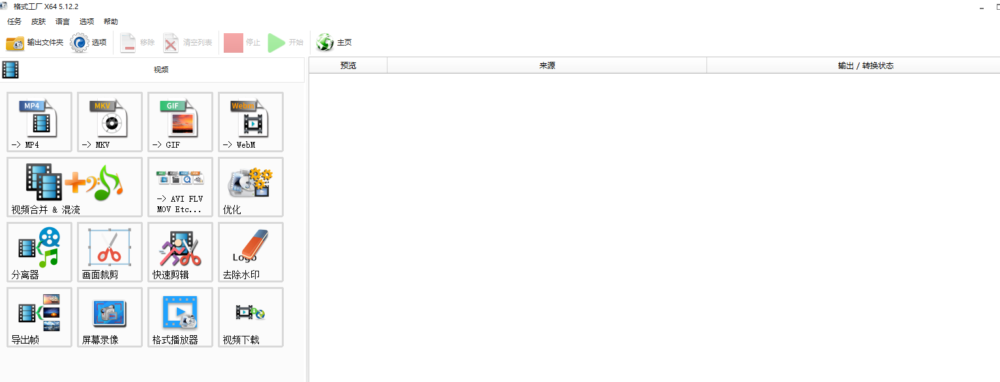 格式工厂 X64 5.12.2
任务 皮肤 语言 选项 帮助
输出文件夹 选项 移除 清空列表 停止 开始 主页
视频
预览 来源 输出 / 转换状态
MP4 MKV GIF WebM
-> MP4 -> MKV -> GIF -> WebM
-> AVI FLV
视频合并 & 混流 MOV Etc... 优化
Logo
分离器 画面裁剪 快速剪辑 去除水印
导出帧 屏幕录像 格式播放器 视频下载